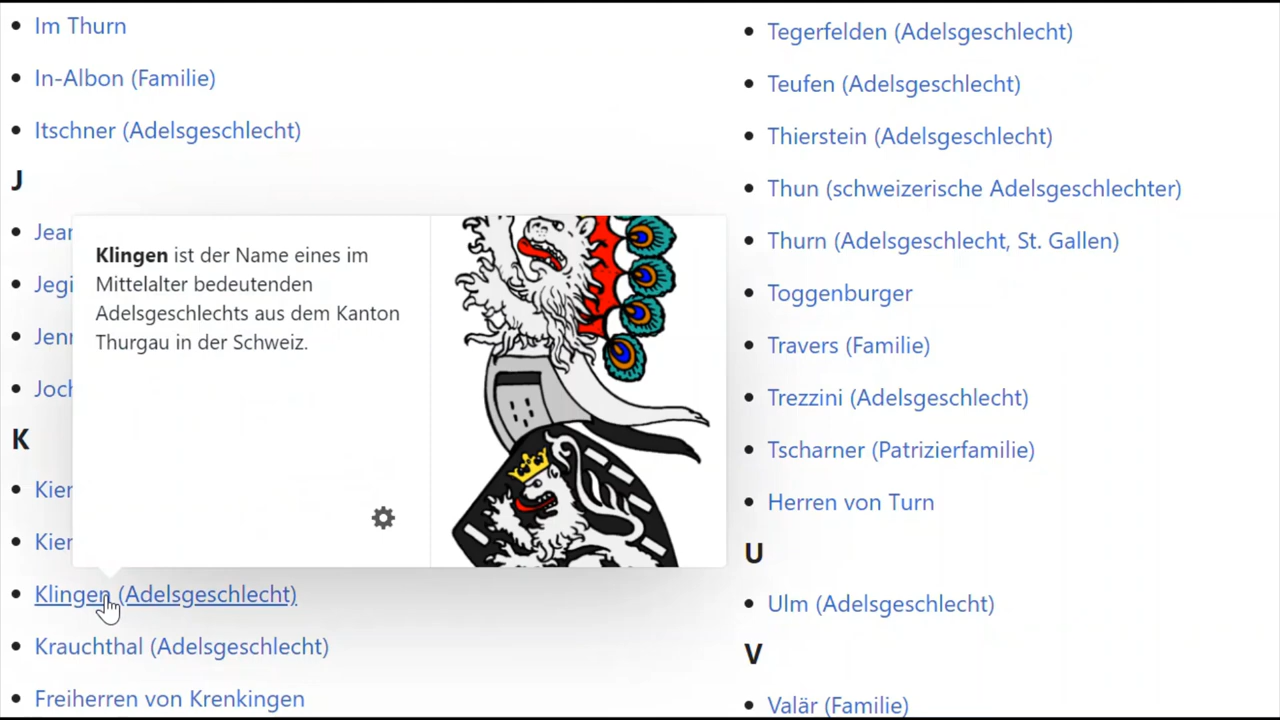 Im Thurn
In-Albon (Familie)
Itschner (Adelsgeschlecht)
J
Klingen ist der Name eines im
Mittelalter bedeutenden
Adelsgeschlechts aus dem Kanton
Thurgau in der Schweiz.
K
Klingen (Adelsgeschlecht)
Krauchthal (Adelsgeschlecht)
Freiherren von Krenkingen
Tegerfelden (Adelsgeschlecht)
Teufen (Adelsgeschlecht)
Thierstein (Adelsgeschlecht)
Thun (schweizerische Adelsgeschlechter)
Thurn (Adelsgeschlecht, St. Gallen)
Toggenburger
Travers (Familie)
Trezzini (Adelsgeschlecht)
Tscharner (Patrizierfamilie)
Herren von Turn
U
Ulm (Adelsgeschlecht)
V
Valär (Familie)